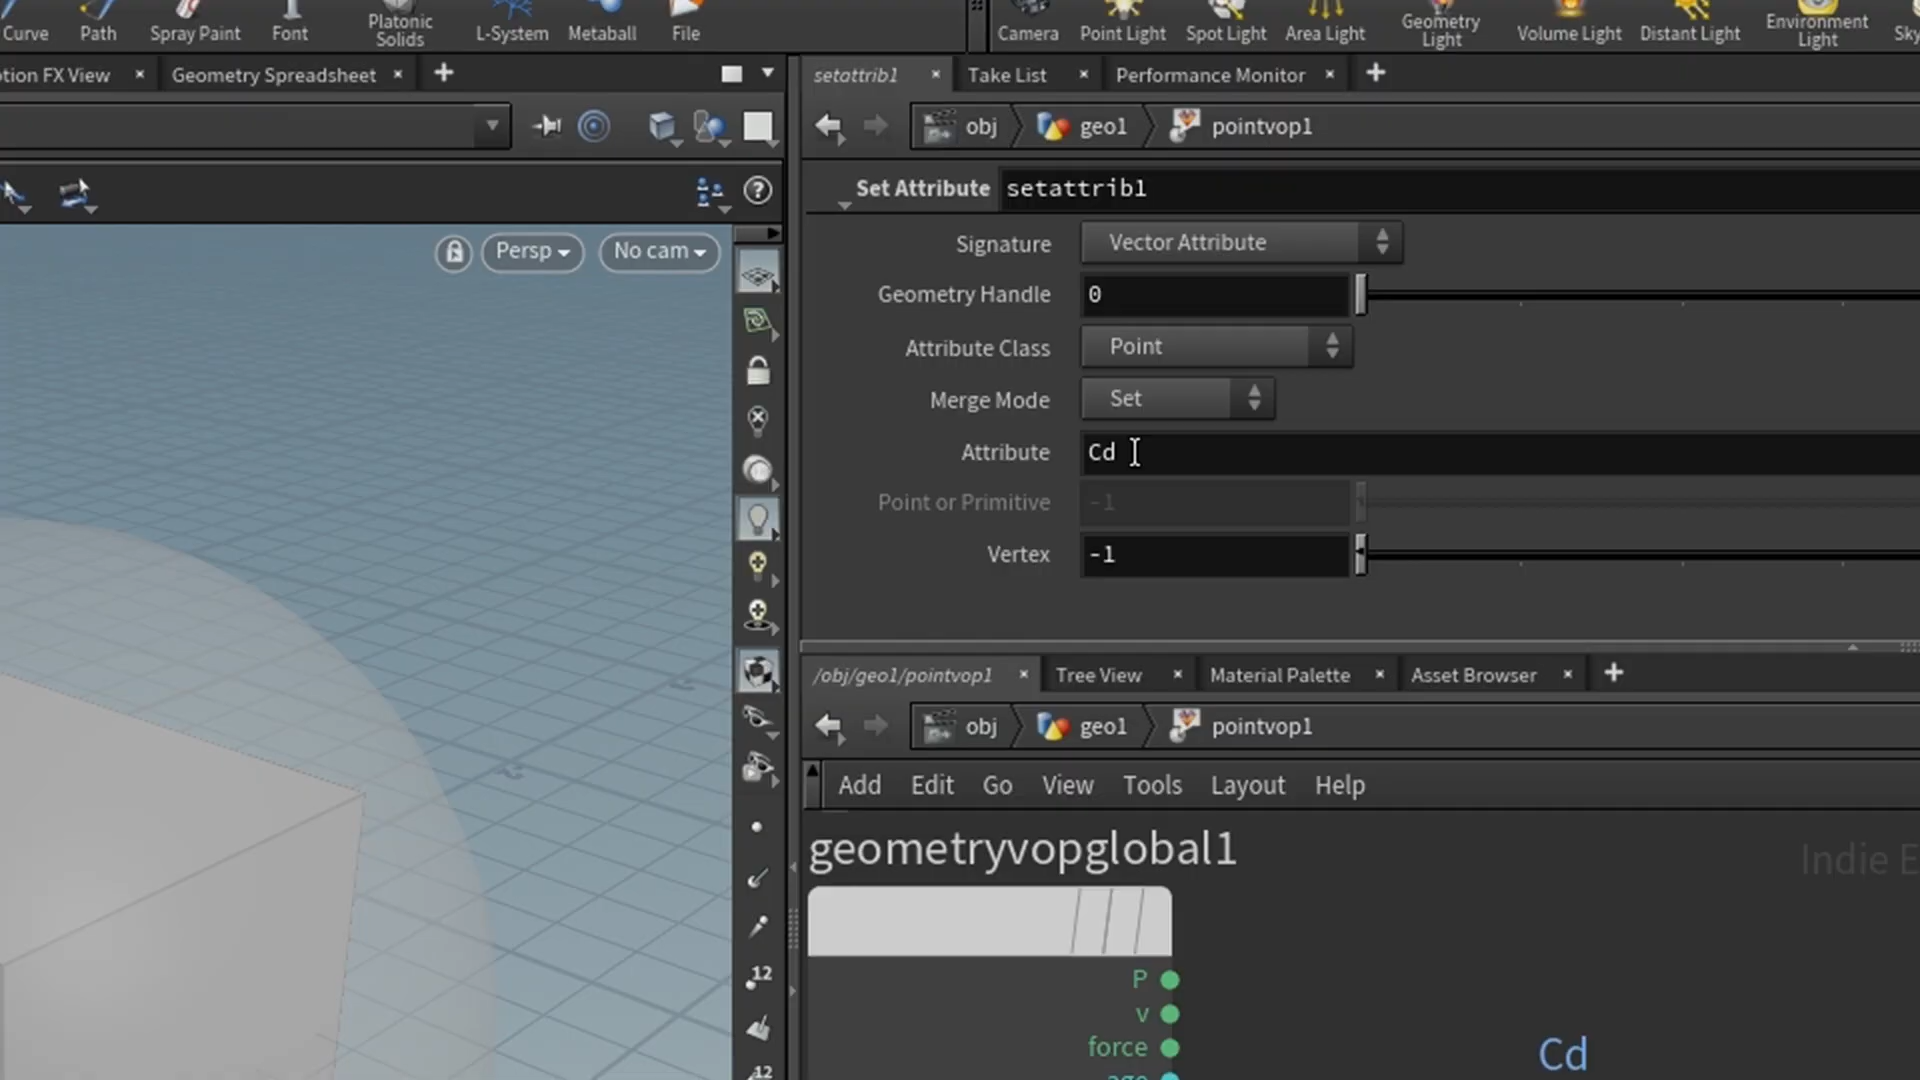 Curve Path Spray Paint Font Platonic Solids L-System Metaball File Camera Point Light Spot Light Area Light Geometry Light Volume Light Distant Light Environment Light
FX View × Geometry Spreadsheet × +
setattrib1 × Take List × Performance Monitor × +
obj geo1 pointvop1
Set Attribute setattrib1
Signature Vector Attribute
Persp No cam
Geometry Handle 0
Attribute Class Point
Merge Mode Set
Attribute Cd
Point or Primitive -1
Vertex -1
/obj/geo1/pointvop1 × Tree View × Material Palette × Asset Browser × +
obj geo1 pointvop1
Add Edit Go View Tools Layout Help
geometryvopglobal1
Indie E
12
P
v
force
Cd
12